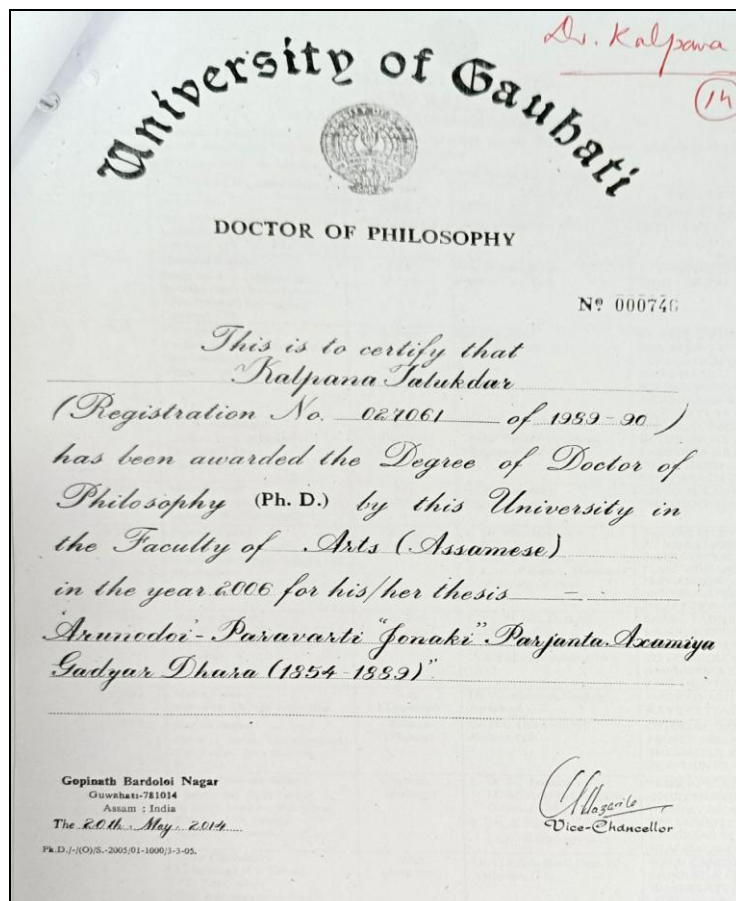 Dr. Kalpana
14
University of Gauhati
DOCTOR OF PHILOSOPHY
Nº 000746
This is to certify that
Kalpana Talukdar
(Registration No. 027061 of 1989-90)
has been awarded the Degree of Doctor of
Philosophy (Ph. D.) by this University in
the Faculty of Arts (Assamese)
in the year 2006 for his/her thesis –
'Arunodoi' - Paravarti "Jonaki" Parjanta Axamiya
Gadyar Dhara (1854-1889)"
Gopinath Bardoloi Nagar
Guwahati-781014
Assam : India
The 20th May, 2014
Vice-Chancellor
Ph.D./-/(O)/S.-2005/01-1000/3-3-05.